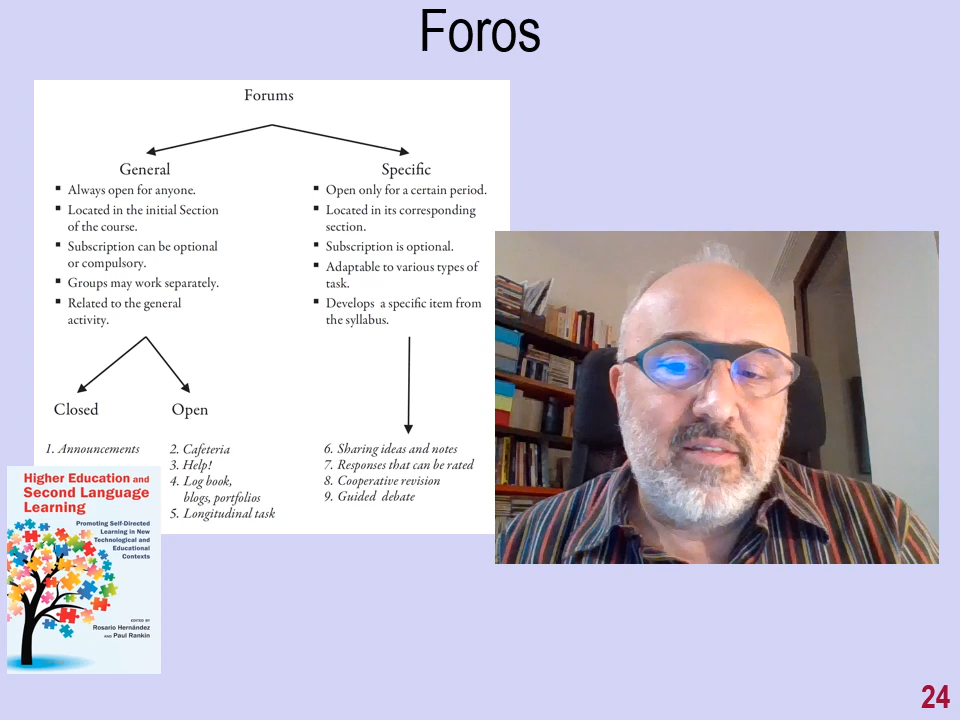 Foros
Forums
General
Always open for anyone.
Located in the initial Section
of the course.
Subscription can be optional
or compulsory.
Groups may work separately.
Related to the general
activity.
Specific
Open only for a certain period.
Located in its corresponding
section.
Subscription is optional.
Adaptable to various types of
task.
Develops a specific item from
the syllabus.
Closed
1. Announcements
Open
2. Cafeteria
3. Help!
4. Log book,
blogs, portfolios
5. Longitudinal task
6. Sharing ideas and notes
7. Responses that can be rated
8. Cooperative revision
9. Guided debate
Higher Education and
Second Language
Learning
Promoting Self-Directed
Learning in New
Technological and
Educational
Contexts
EDITED BY
Rosario Hernández
AND Paul Rankin
24